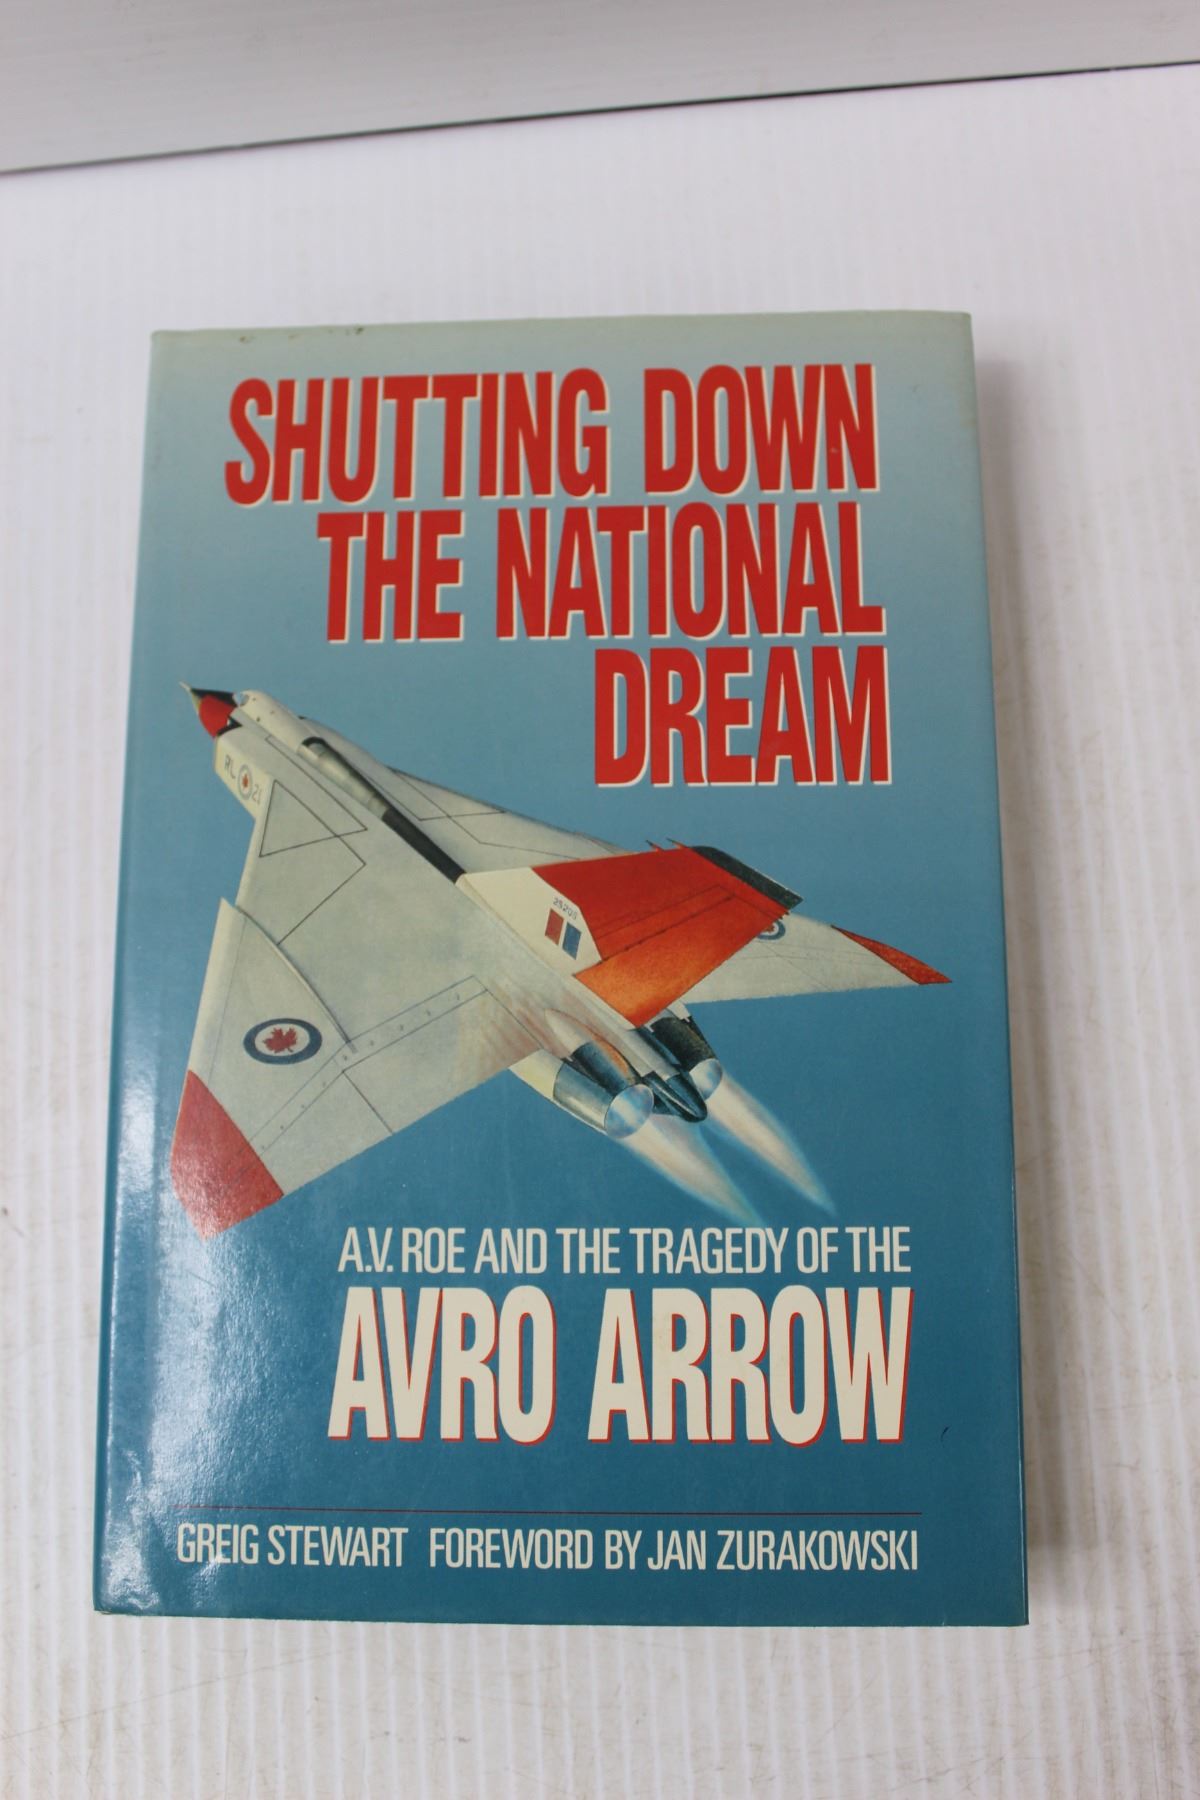 SHUTTING DOWN
THE NATIONAL
DREAM
RL 21
25201
A.V. ROE AND THE TRAGEDY OF THE
AVRO ARROW
GREIG STEWART FOREWORD BY JAN ZURAKOWSKI